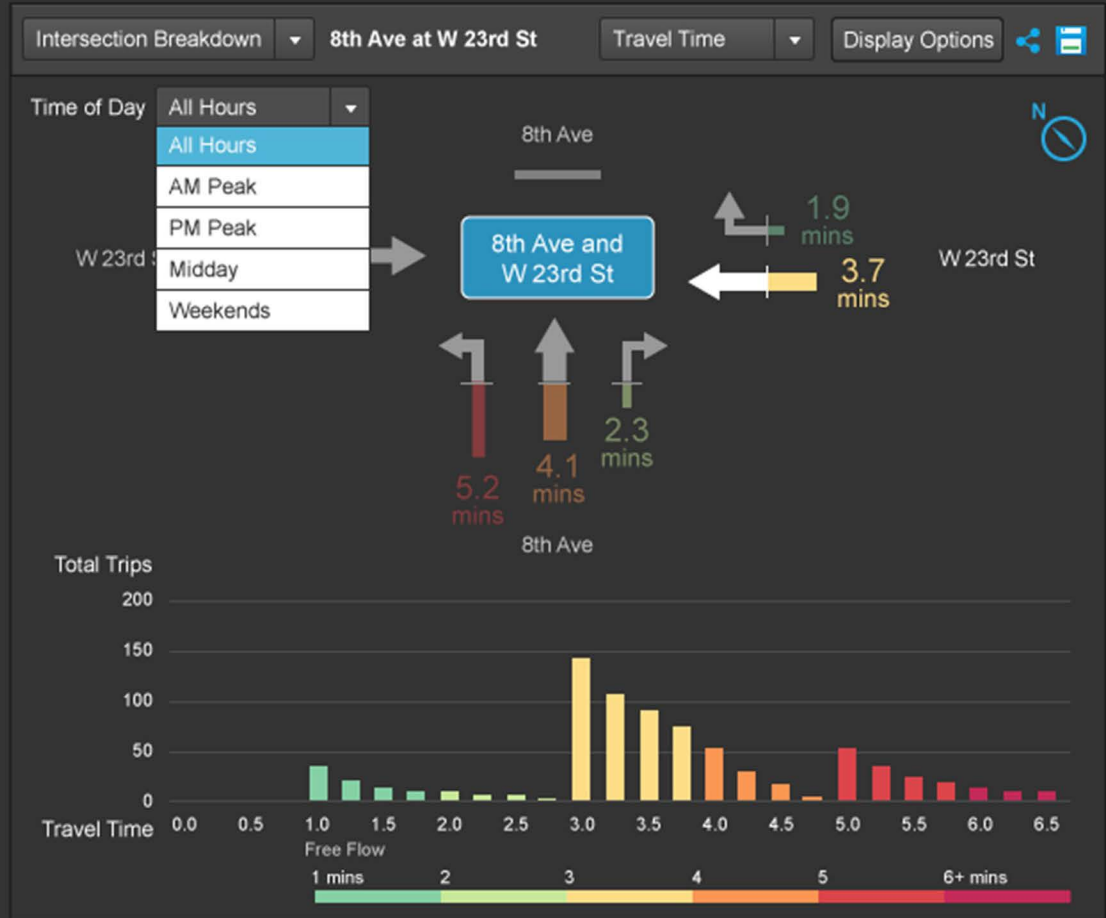 Intersection Breakdown
8th Ave at W 23rd St
Travel Time
Display Options
Time of Day
All Hours
All Hours
AM Peak
PM Peak
Midday
Weekends
N
8th Ave
W 23rd
8th Ave and
W 23rd St
1.9
mins
3.7
mins
W 23rd St
5.2
mins
4.1
mins
2.3
mins
8th Ave
Total Trips
200
150
100
50
0
Travel Time 0.0 0.5 1.0 1.5 2.0 2.5 3.0 3.5 4.0 4.5 5.0 5.5 6.0 6.5
Free Flow
1 mins 2 3 4 5 6+ mins